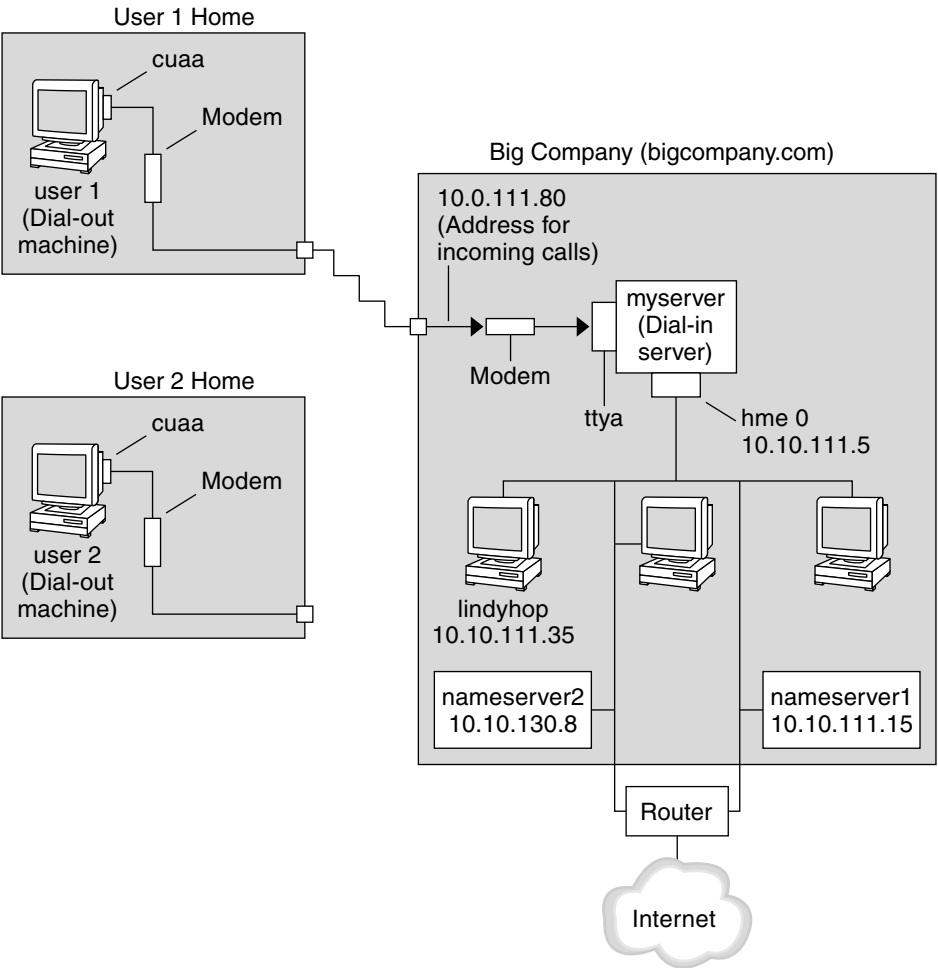 User 1 Home
cuaa
Modem
user 1
(Dial-out
machine)
Big Company (bigcompany.com)
10.0.111.80
(Address for
incoming calls)
myserver
(Dial-in
server)
Modem
ttya
hme 0
10.10.111.5
User 2 Home
cuaa
Modem
user 2
(Dial-out
machine)
lindyhop
10.10.111.35
nameserver2
10.10.130.8
nameserver1
10.10.111.15
Router
Internet